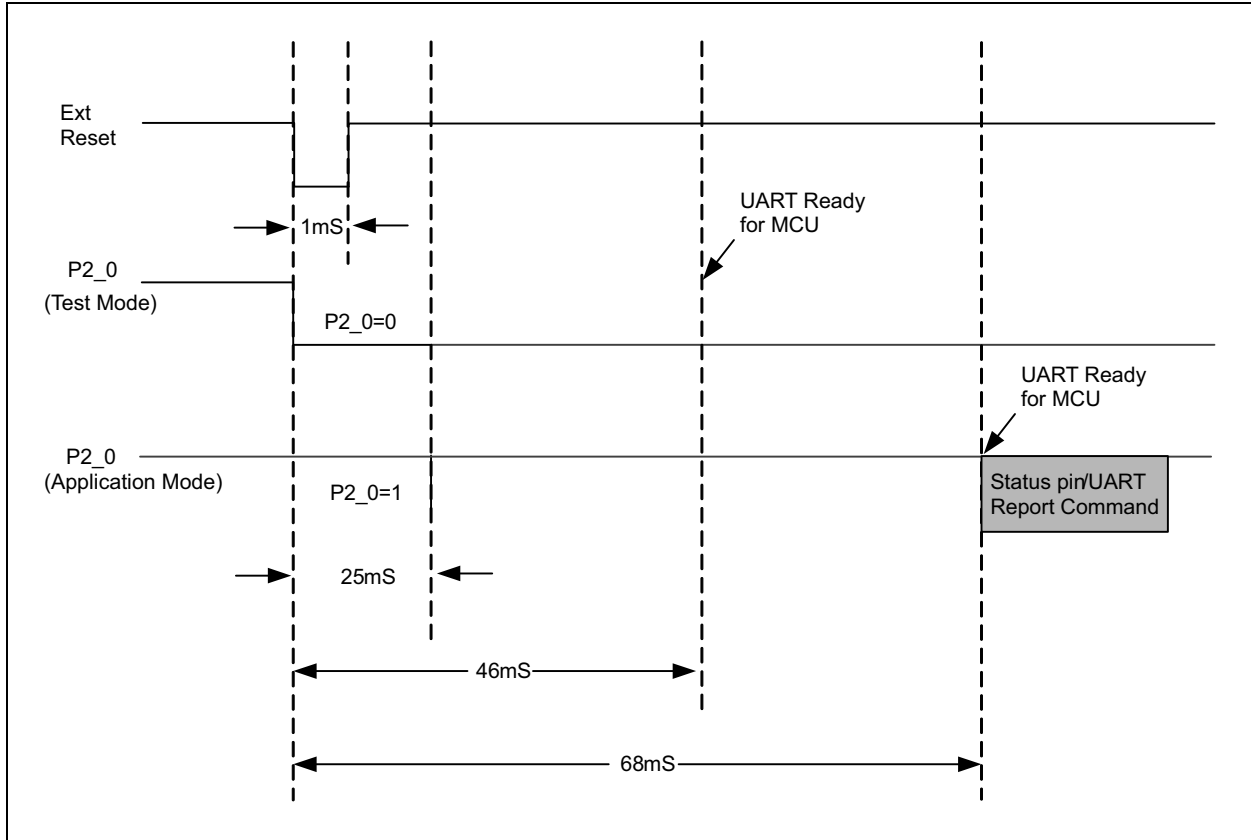 Ext
Reset
1mS
UART Ready
for MCU
P2_0
(Test Mode)
P2_0=0
UART Ready
for MCU
P2_0
(Application Mode)
P2_0=1
Status pin/UART
Report Command
25mS
46mS
68mS